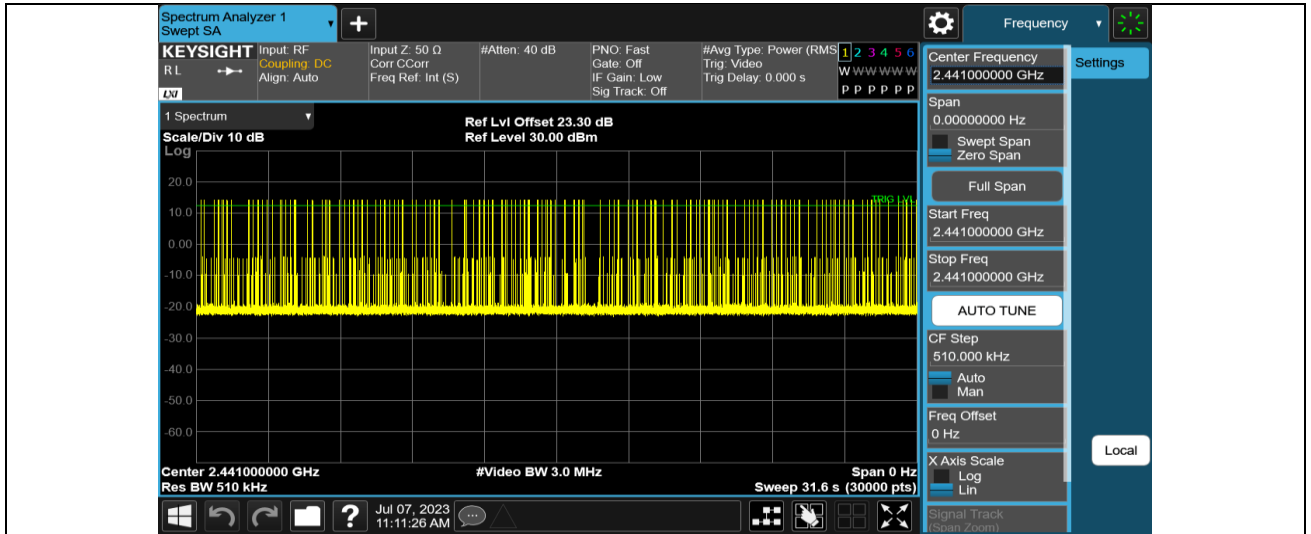 Spectrum Analyzer 1
Swept SA
Frequency
KEYSIGHT
RL
LXI
Input: RF
Coupling: DC
Align: Auto
Input Z: 50 Ω
Corr CCorr
Freq Ref: Int (S)
#Atten: 40 dB
PNO: Fast
Gate: Off
IF Gain: Low
Sig Track: Off
#Avg Type: Power (RMS
Trig: Video
Trig Delay: 0.000 s
1 2 3 4 5 6
W W W W W W
P P P P P P
1 Spectrum
Scale/Div 10 dB
Ref Lvl Offset 23.30 dB
Ref Level 30.00 dBm
Log
20.0
10.0
0.00
-10.0
-20.0
-30.0
-40.0
-50.0
-60.0
TRIG LVL
Center 2.441000000 GHz
#Video BW 3.0 MHz
Span 0 Hz
Res BW 510 kHz
Sweep 31.6 s (30000 pts)
Jul 07, 2023
11:11:26 AM
?
Center Frequency
2.441000000 GHz
Settings
Span
0.00000000 Hz
Swept Span
Zero Span
Full Span
Start Freq
2.441000000 GHz
Stop Freq
2.441000000 GHz
AUTO TUNE
CF Step
510.000 kHz
Auto
Man
Freq Offset
0 Hz
X Axis Scale
Log
Lin
Local
Signal Track
(Span Zoom)